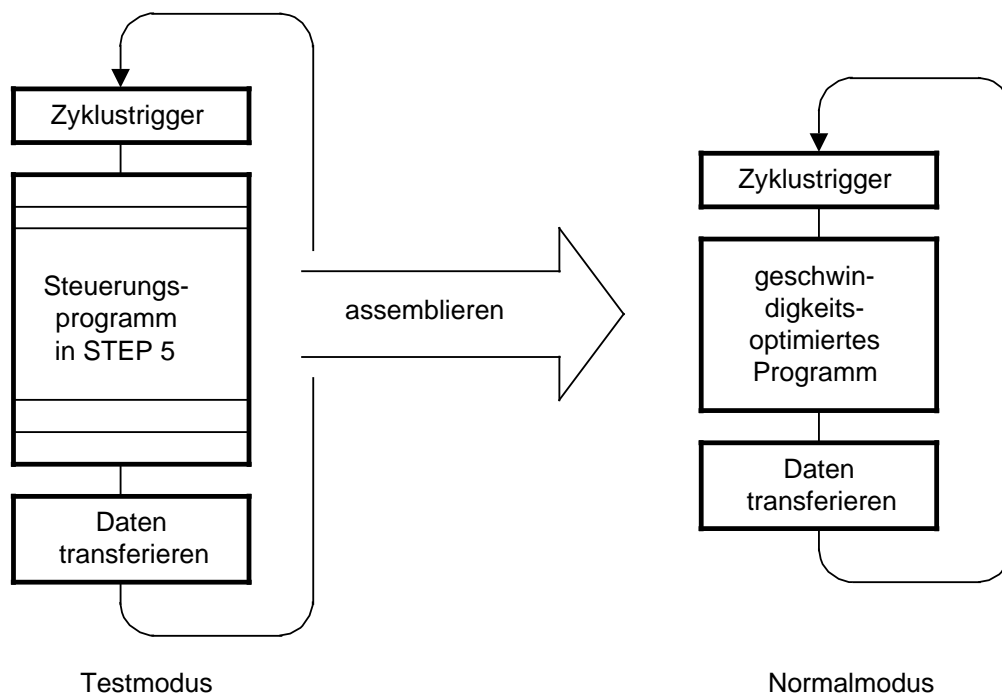 Zyklustrigger
Steuerungs-
programm
in STEP 5
Daten
transferieren
Testmodus
assemblieren
Zyklustrigger
geschwin-
digkeits-
optimiertes
Programm
Daten
transferieren
Normalmodus